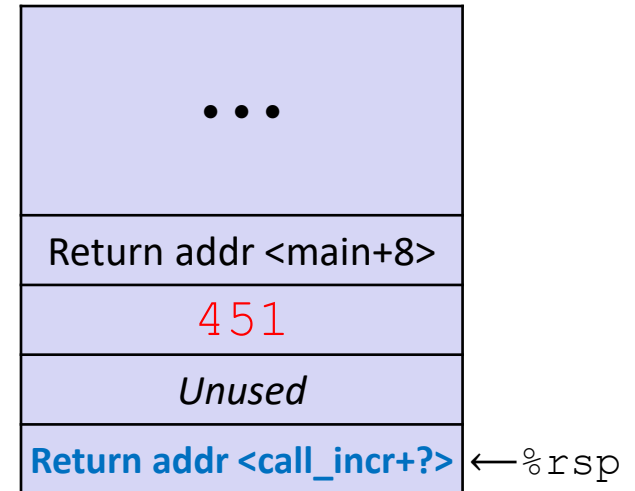 •••
Return addr <main+8>
451
Unused
Return addr <call_incr+?> ←%rsp